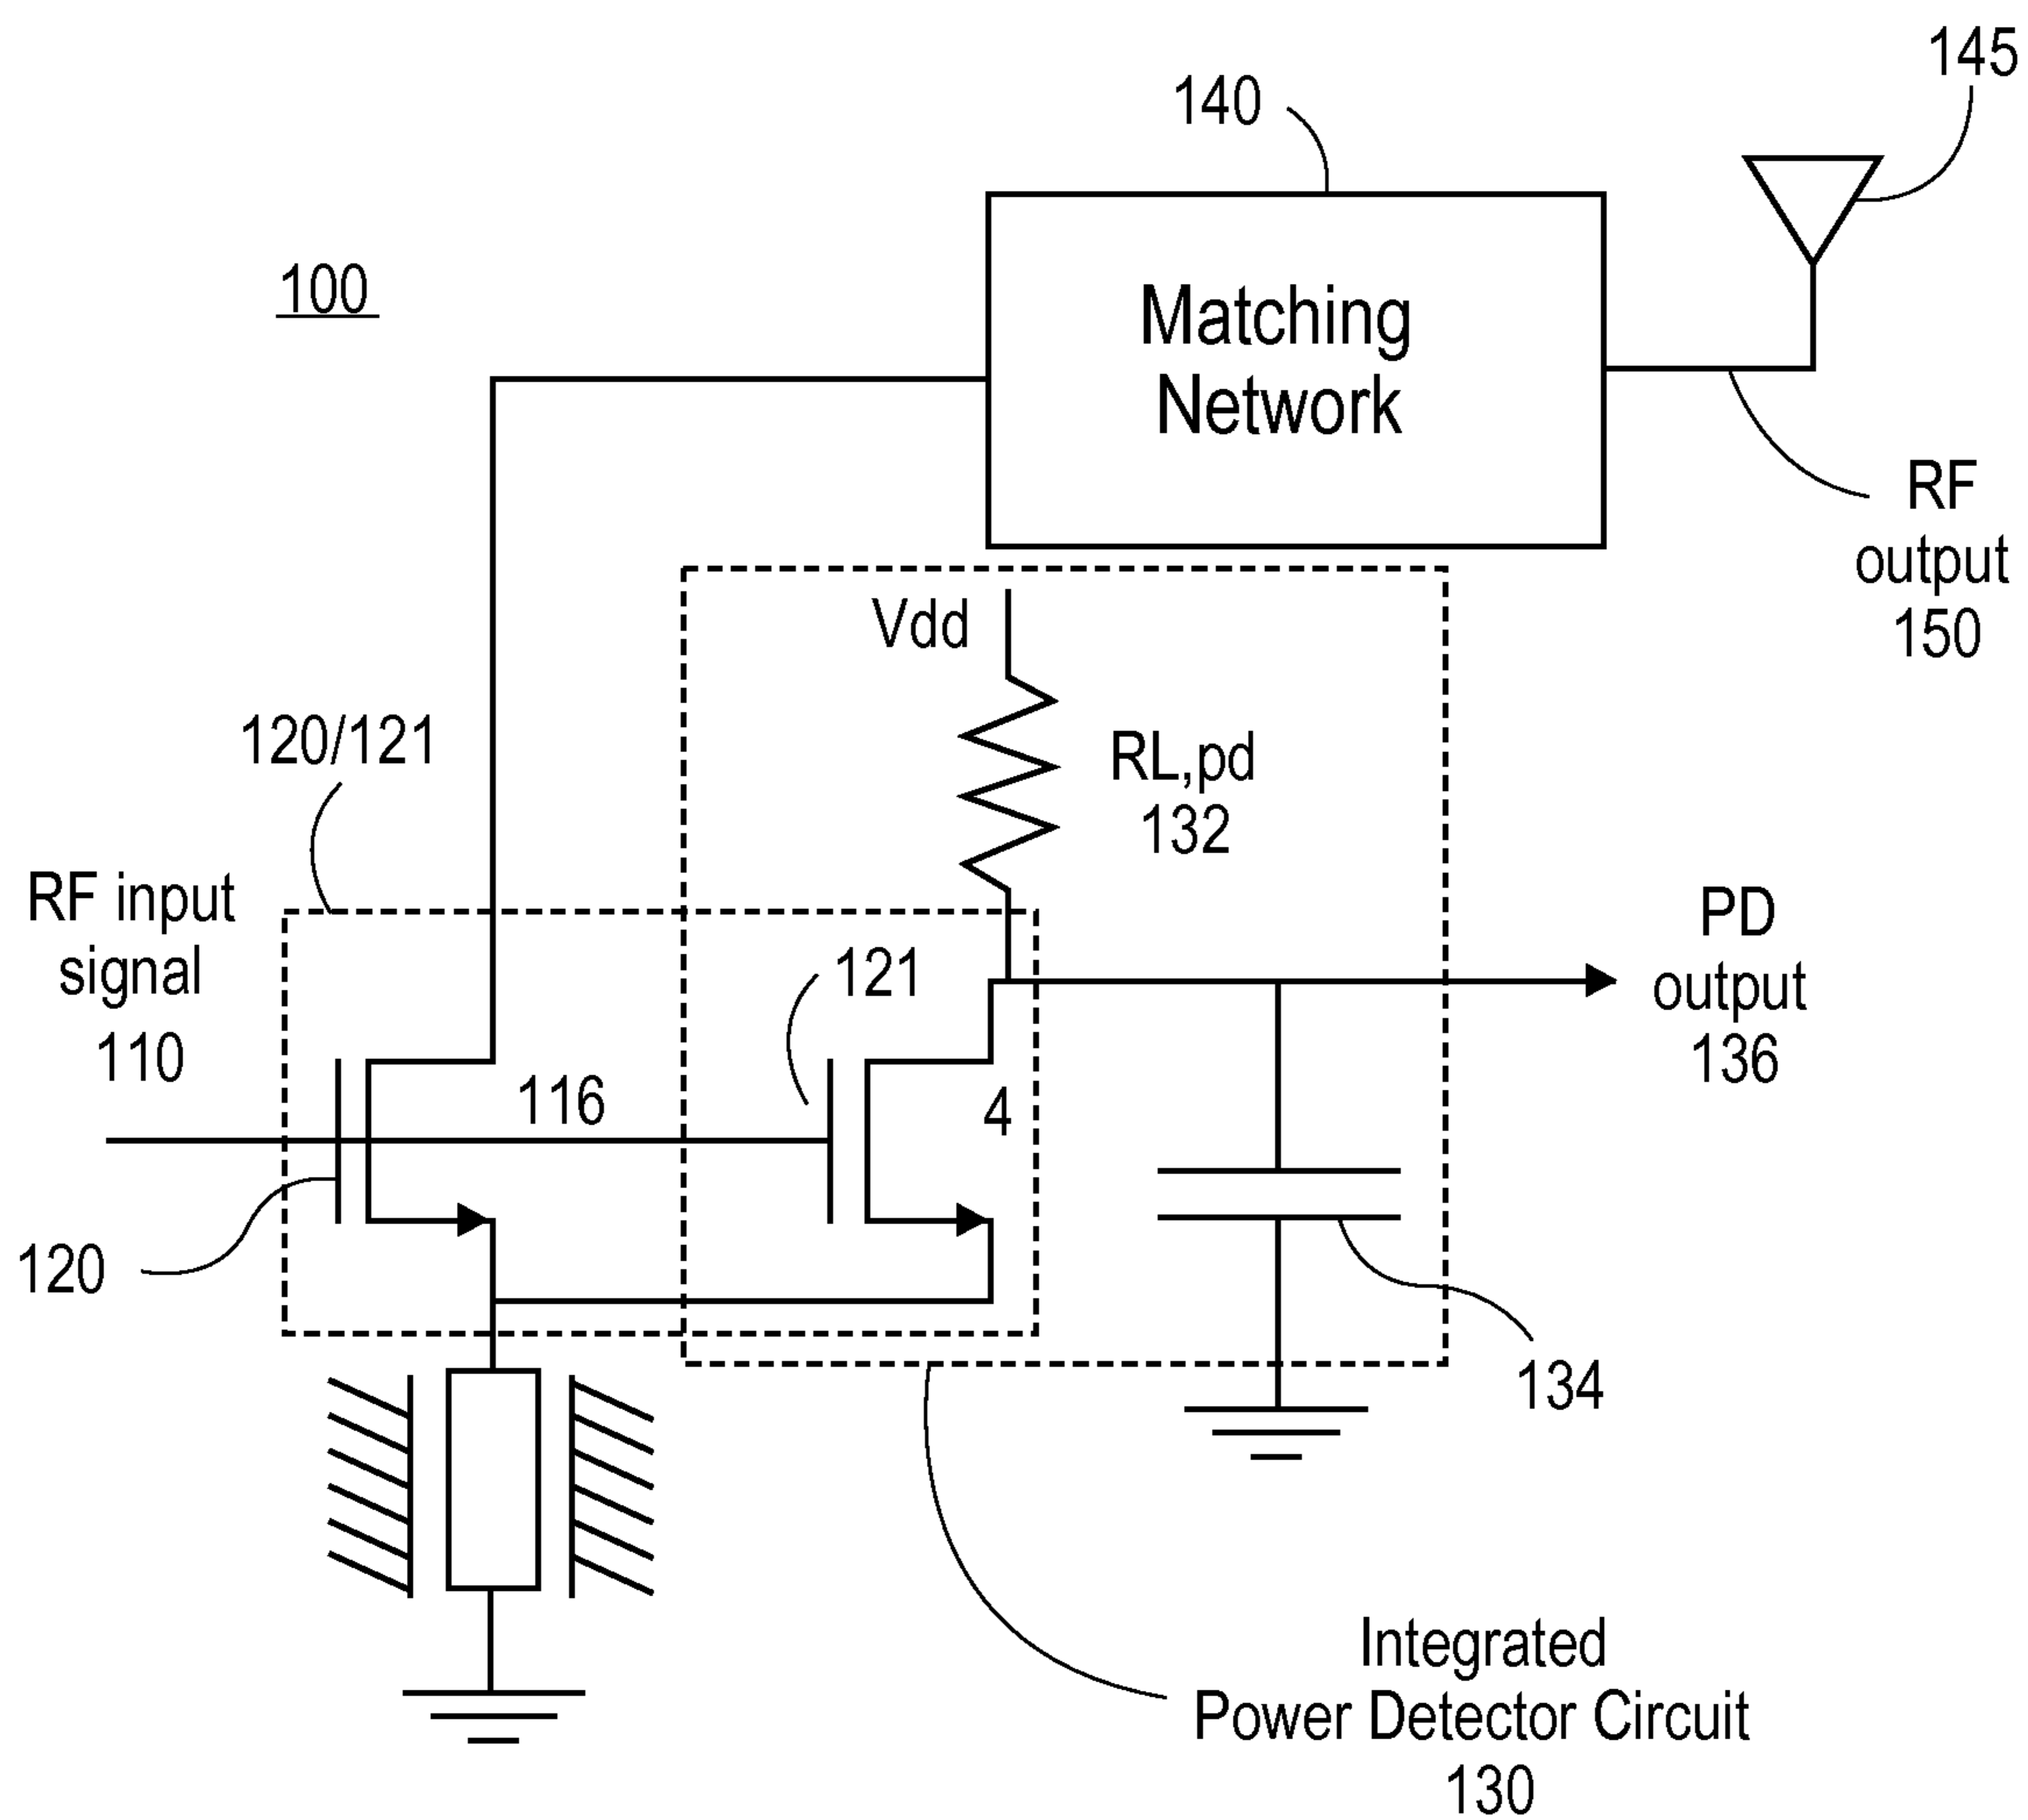 145
140
100
Matching
Network
RF
output
150
Vdd
120/121
RL,pd
132
RF input
signal
110
121
PD
output
136
116
4
120
134
Integrated
Power Detector Circuit
130